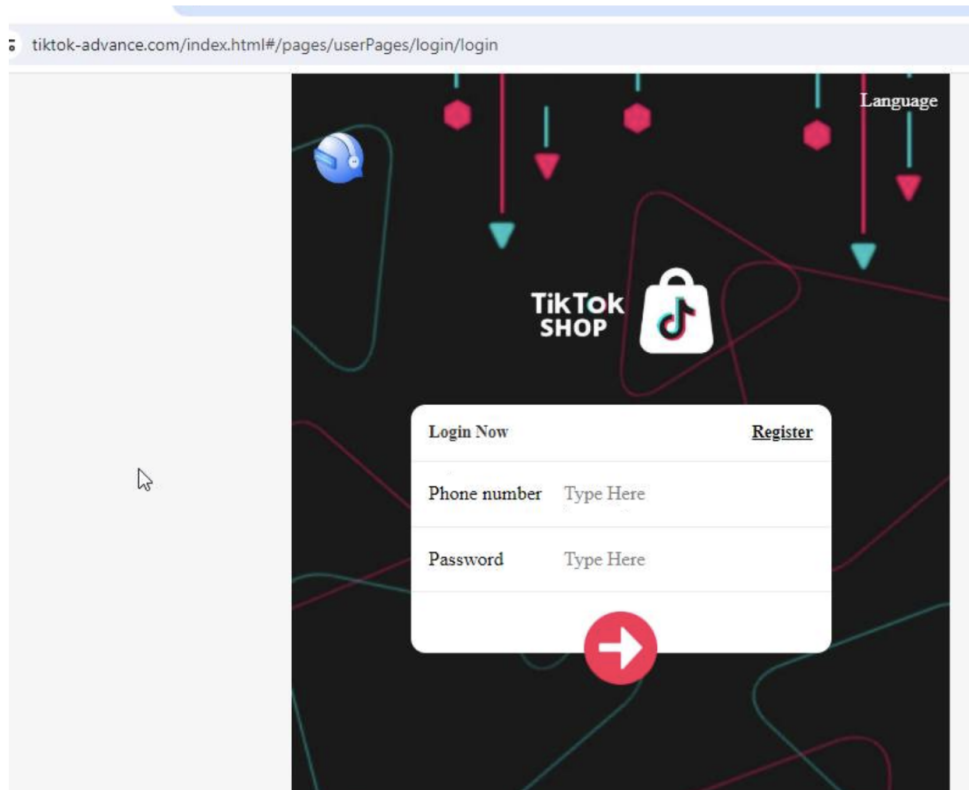 tiktok-advance.com/index.html#/pages/userPages/login/login
Language
TikTok
SHOP
Login Now Register
Phone number Type Here
Password Type Here